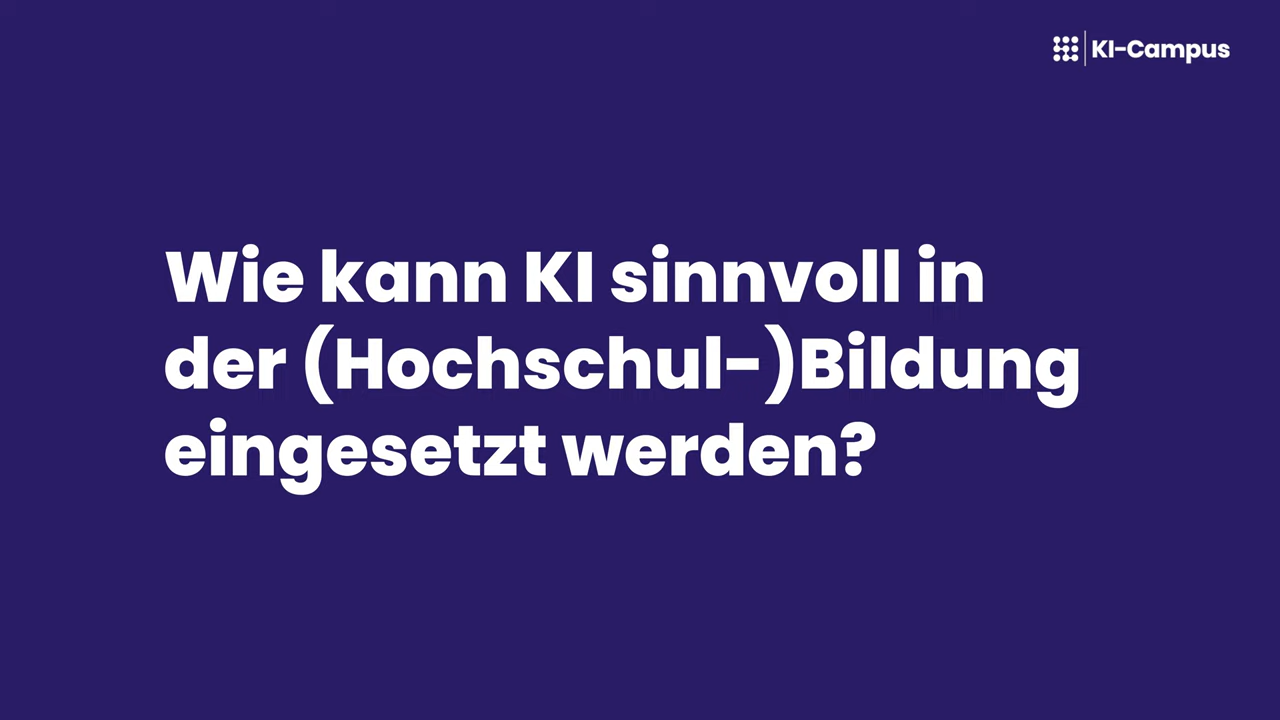 KI-Campus
Wie kann KI sinnvoll in
der (Hochschul-)Bildung
eingesetzt werden?